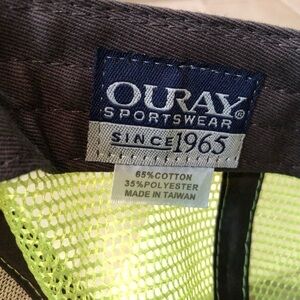 OURAY®
SPORTSWEAR
SINCE 1965
65%COTTON
35%POLYESTER
MADE IN TAIWAN